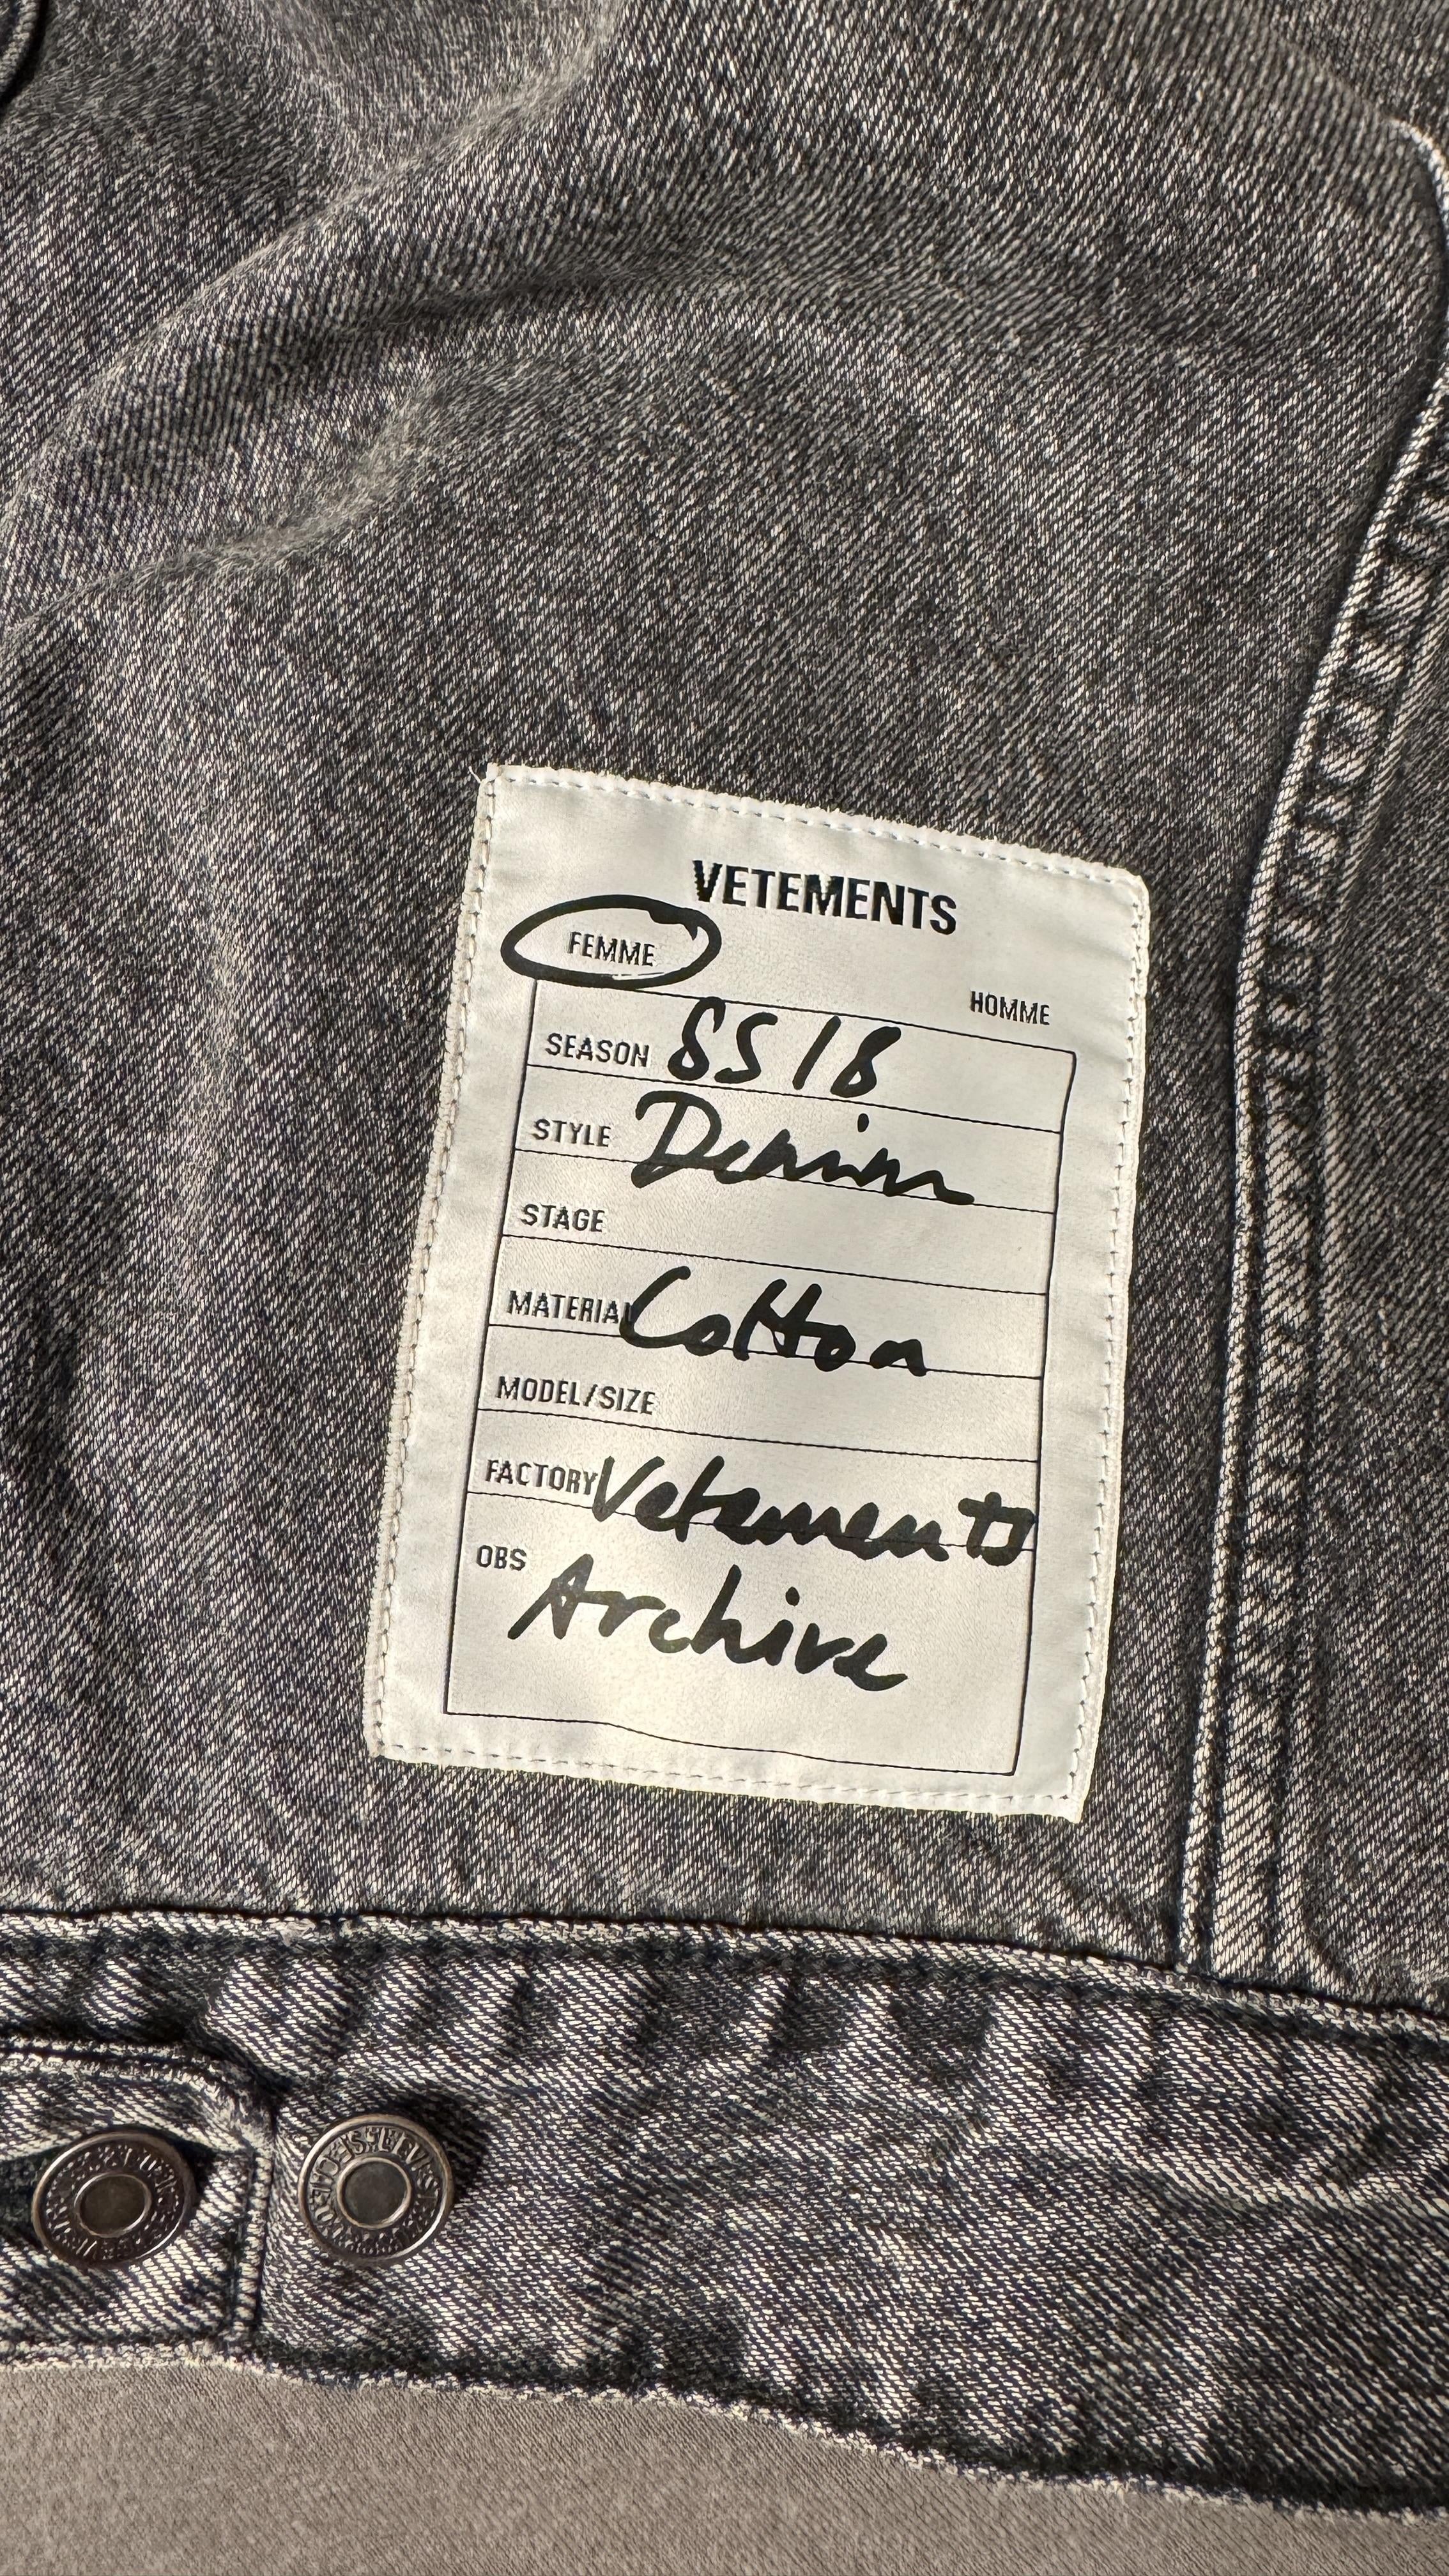 VETEMENTS
FEMME
HOMME
SEASON SS18
STYLE Denim
STAGE
MATERIAL Cotton
MODEL/SIZE
FACTORY Vetements
OBS Archive